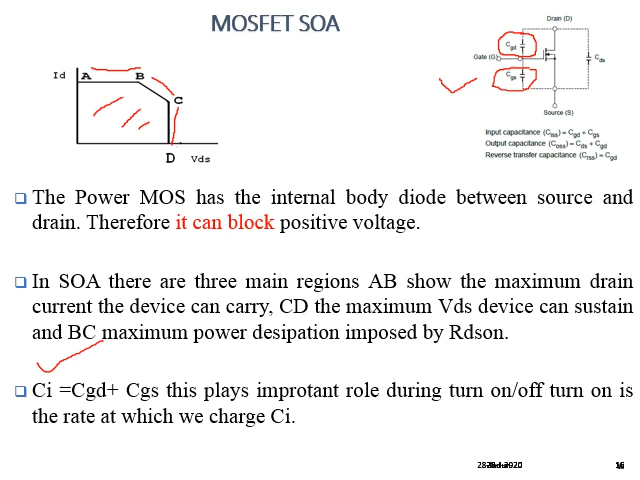 MOSFET SOA
Drain (D)
Cgd
Gate (G)
Cds
Cgs
Source (S)
Input capacitance (Ciss) = Cgd + Cgs
Output capacitance (Coss) = Cds + Cgd
Reverse transfer capacitance (Crss) = Cgd
Id
A
B
C
D
Vds
The Power MOS has the internal body diode between source and
drain. Therefore it can block positive voltage.
In SOA there are three main regions AB show the maximum drain
current the device can carry, CD the maximum Vds device can sustain
and BC maximum power desipation imposed by Rdson.
Ci =Cgd+ Cgs this plays improtant role during turn on/off turn on is
the rate at which we charge Ci.